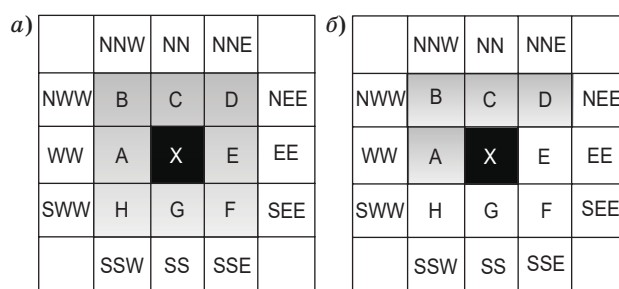 а)
NNW NN NNE
NWW B C D NEE
WW A X E EE
SWW H G F SEE
SSW SS SSE
б)
NNW NN NNE
NWW B C D NEE
WW A X E EE
SWW H G F SEE
SSW SS SSE